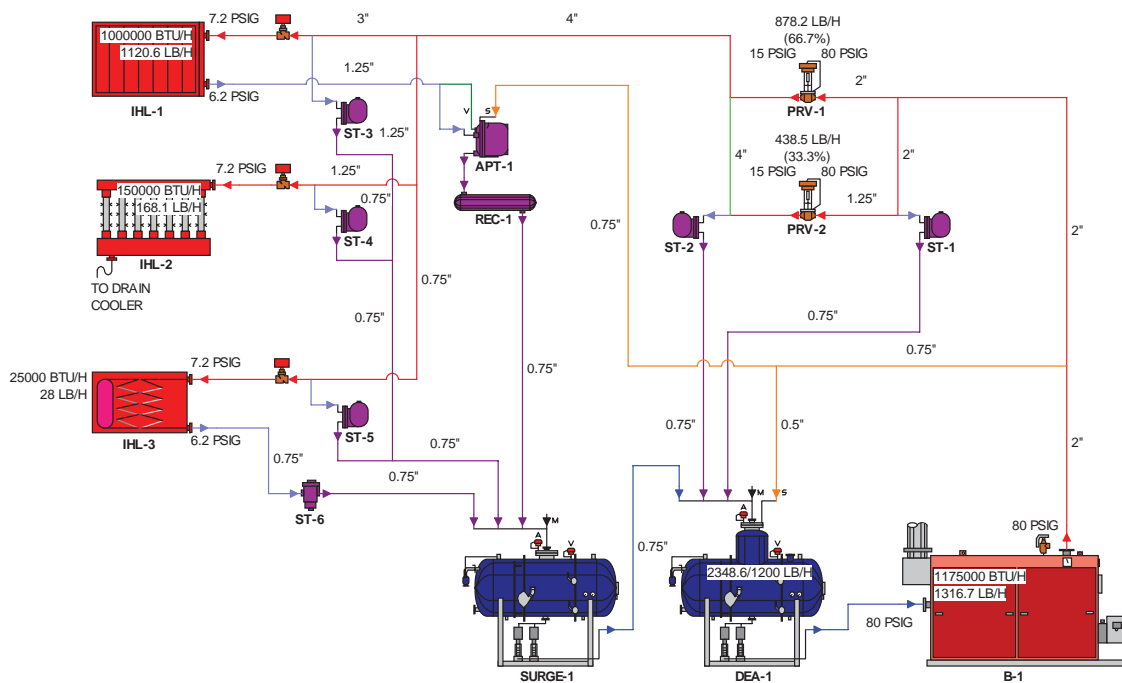 7.2 PSIG
3"
4"
1000000 BTU/H
1120.6 LB/H
6.2 PSIG
IHL-1
1.25"
ST-3
1.25"
V
S
APT-1
REC-1
878.2 LB/H
(66.7%)
15 PSIG
80 PSIG
2"
PRV-1
438.5 LB/H
(33.3%)
15 PSIG
80 PSIG
4"
2"
1.25"
PRV-2
ST-2
ST-1
7.2 PSIG
1.25"
150000 BTU/H
168.1 LB/H
0.75"
ST-4
IHL-2
TO DRAIN
COOLER
0.75"
0.75"
2"
0.75"
0.75"
0.75"
0.75"
7.2 PSIG
25000 BTU/H
28 LB/H
6.2 PSIG
IHL-3
ST-5
0.75"
0.75"
0.75"
ST-6
0.75"
0.5"
2"
M
A
V
SURGE-1
0.75"
M
S
A
V
2348.6/1200 LB/H
DEA-1
80 PSIG
80 PSIG
1175000 BTU/H
1316.7 LB/H
B-1